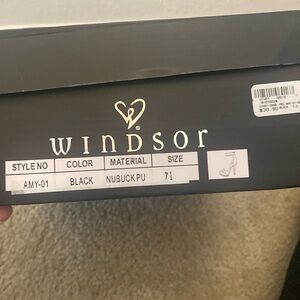 WINDSOR
STYLE NO COLOR MATERIAL SIZE
AMY-01 BLACK NUBUCK PU 7½